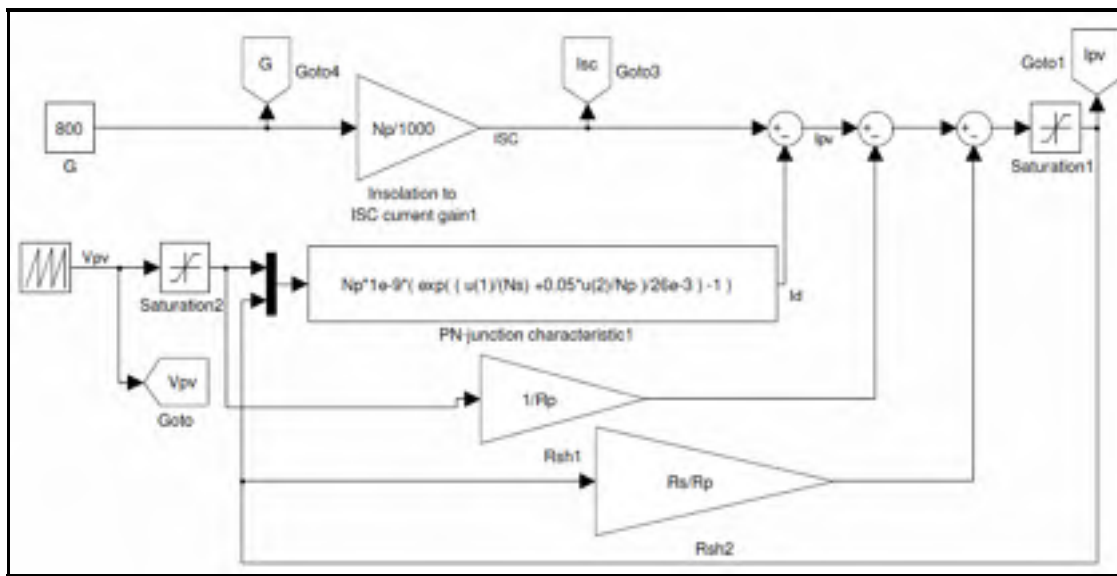 G
Goto4
Isc
Goto3
Ipv
Goto1
800
G
Np/1000
ISC
Insolation to
ISC current gain1
Ipv
Saturation1
Vpv
Saturation2
Np*1e-9*( exp( ( u(1)/(Ns) +0.05*u(2)/Np )/26e-3 ) -1 )
Id
PN-junction characteristic1
Vpv
Goto
1/Rp
Rsh1
Rs/Rp
Rsh2